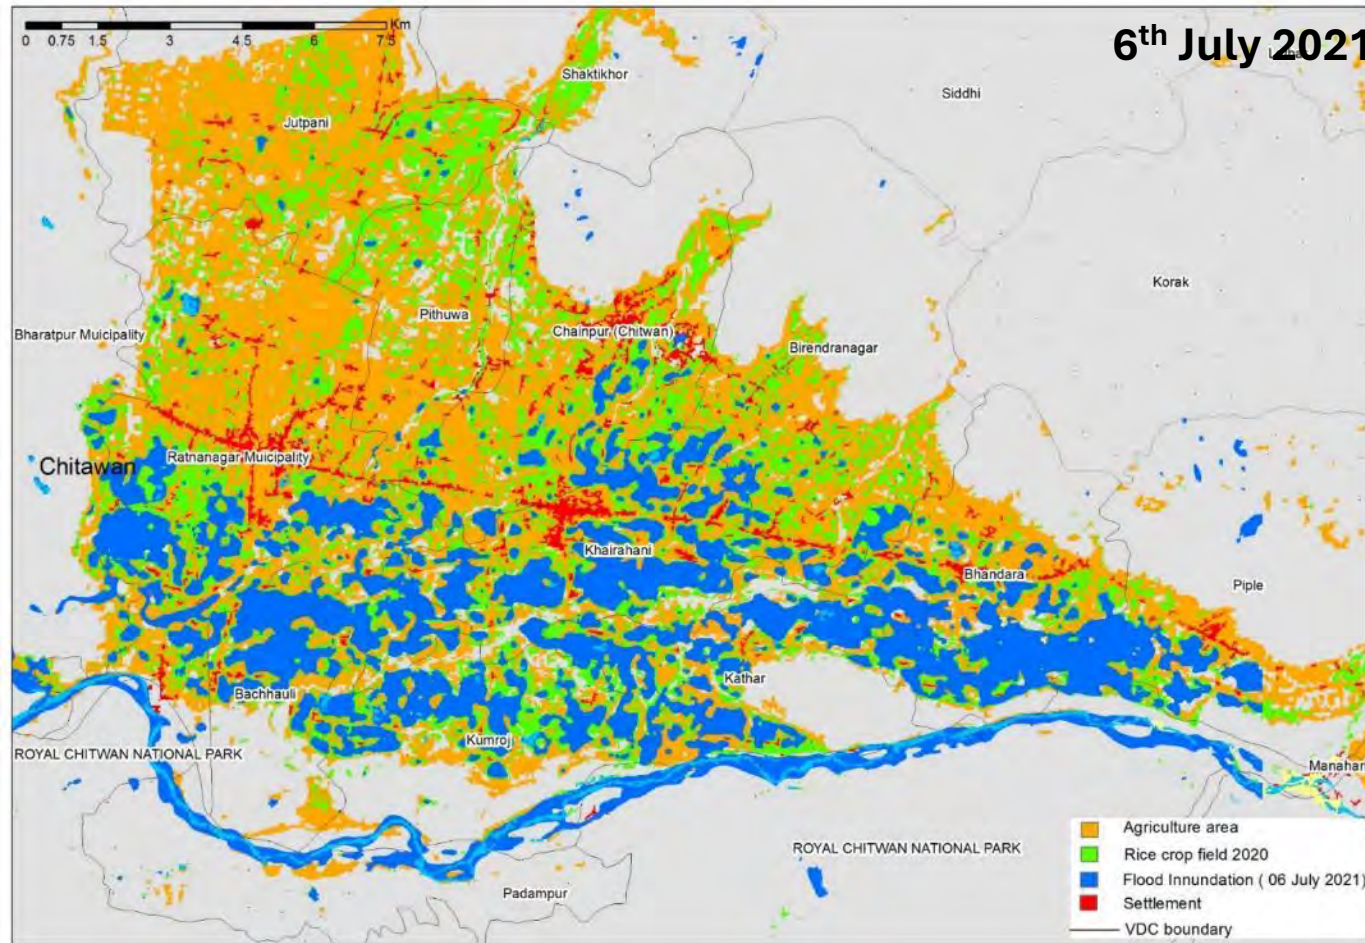 Km
0 0.75 1.5 3 4.5 6 7.5
6th July 2021
Shaktikhor
Siddhi
Jutpani
Korak
Pithuwa
Bharatpur Muicipality
Chainpur (Chitwan)
Birendranagar
Ratnanagar Muicipality
Chitawan
Khairahani
Bhandara
Piple
Kathar
Bachhauli
Kumroj
ROYAL CHITWAN NATIONAL PARK
Manahari
ROYAL CHITWAN NATIONAL PARK
Padampur
Agriculture area
Rice crop field 2020
Flood Innundation ( 06 July 2021)
Settlement
VDC boundary